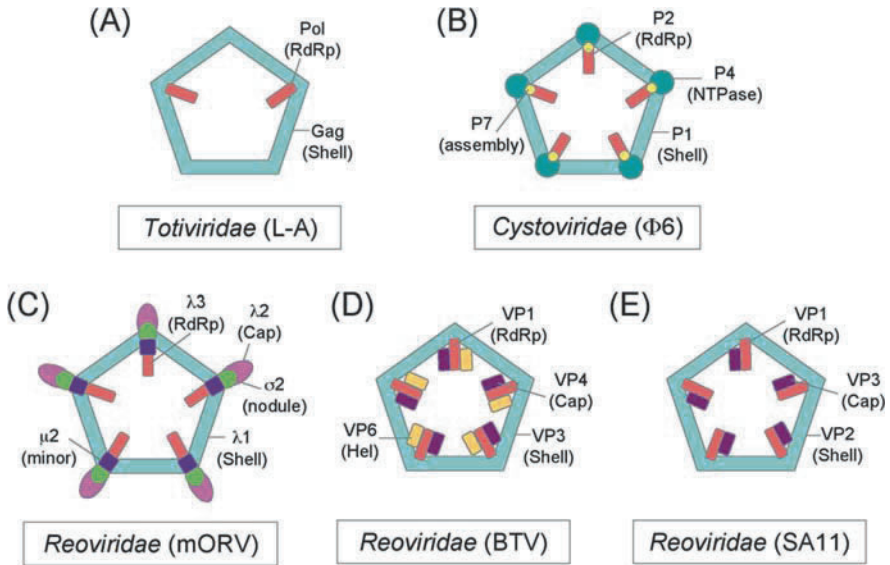 (A)
Pol
(RdRp)
Gag
(Shell)
Totiviridae (L-A)
(B)
P2
(RdRp)
P4
(NTPase)
P7
(assembly)
P1
(Shell)
Cystoviridae (Φ6)
(C)
λ3
(RdRp)
λ2
(Cap)
σ2
(nodule)
μ2
(minor)
λ1
(Shell)
Reoviridae (mORV)
(D)
VP1
(RdRp)
VP4
(Cap)
VP6
(Hel)
VP3
(Shell)
Reoviridae (BTV)
(E)
VP1
(RdRp)
VP3
(Cap)
VP2
(Shell)
Reoviridae (SA11)